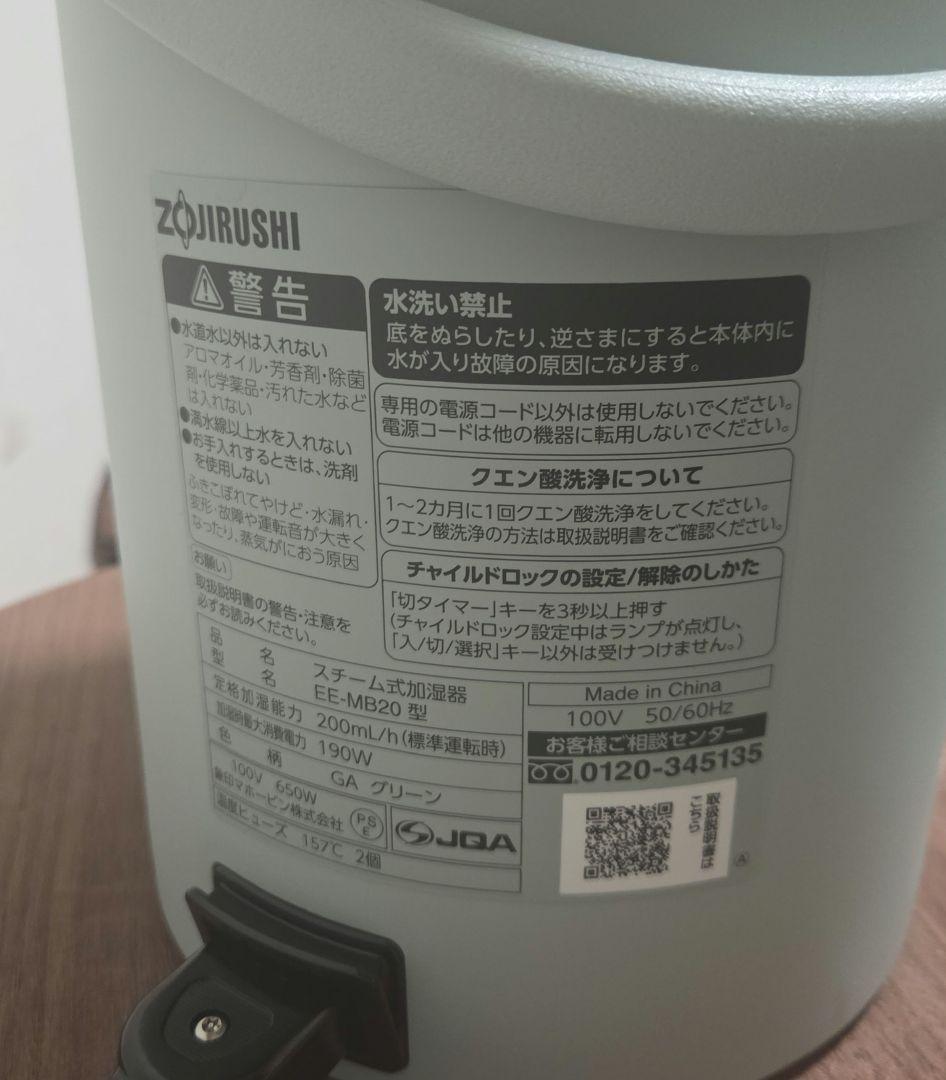 ZOJIRUSHI
警告
●水道水以外は入れない
アロマオイル・芳香剤・除菌
剤・化学薬品・汚れた水など
は入れない
●満水線以上水を入れない
●お手入れするときは、洗剤
を使用しない
ふきこぼれてやけど・水漏れ・
変形・故障や運転音が大きく
なったり、蒸気がにおう原因
お願い
取扱説明書の警告・注意を
必ずお読みください。
水洗い禁止
底をぬらしたり、逆さまにすると本体内に
水が入り故障の原因になります。
専用の電源コード以外は使用しないでください。
電源コードは他の機器に転用しないでください。
クエン酸洗浄について
1～2カ月に1回クエン酸洗浄をしてください。
クエン酸洗浄の方法は取扱説明書をご確認ください。
チャイルドロックの設定/解除のしかた
「切タイマー」キーを3秒以上押す
(チャイルドロック設定中はランプが点灯し、
「入/切/選択」キー以外は受けつけません。)
品名 スチーム式加湿器
型名 EE-MB20 型
定格加湿能力 200mL/h(標準運転時)
加湿時最大消費電力 190W
色柄 GA グリーン
100V 650W
象印マホービン株式会社
PS
E
JQA
温度ヒューズ 157℃ 2個
Made in China
100V 50/60Hz
お客様ご相談センター
0120-345135
取扱説明書は
こちら
A